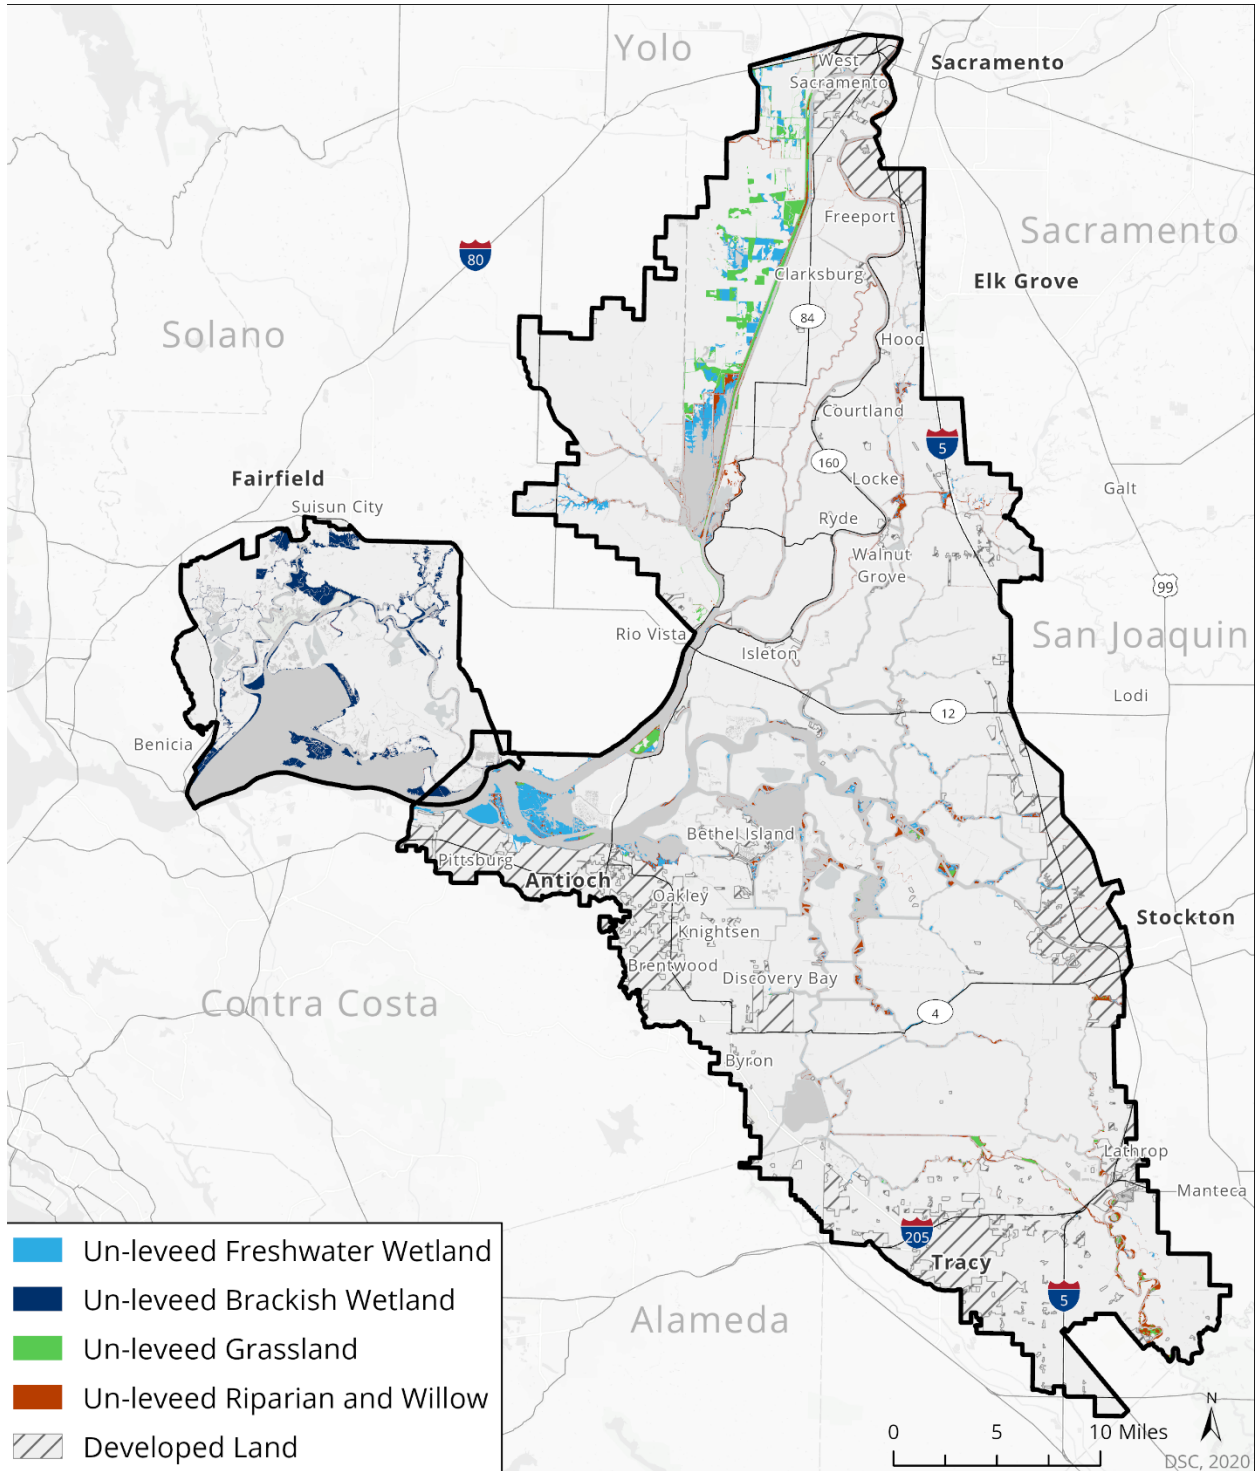 Yolo
West
Sacramento
Sacramento
Freeport
Sacramento
80
Clarksburg
Elk Grove
84
Solano
Hood
Courtland
5
160
Fairfield
Locke
Galt
Suisun City
Ryde
Walnut
Grove
99
Rio Vista
San Joaquin
Isleton
Lodi
12
Benicia
Bethel Island
Pittsburg
Antioch
Oakley
Stockton
Knightsen
Brentwood
Discovery Bay
Contra Costa
4
Byron
Lathrop
Manteca
205
Tracy
5
Alameda
Un-leveed Freshwater Wetland
Un-leveed Brackish Wetland
Un-leveed Grassland
Un-leveed Riparian and Willow
Developed Land
N
0 5 10 Miles
DSC, 2020